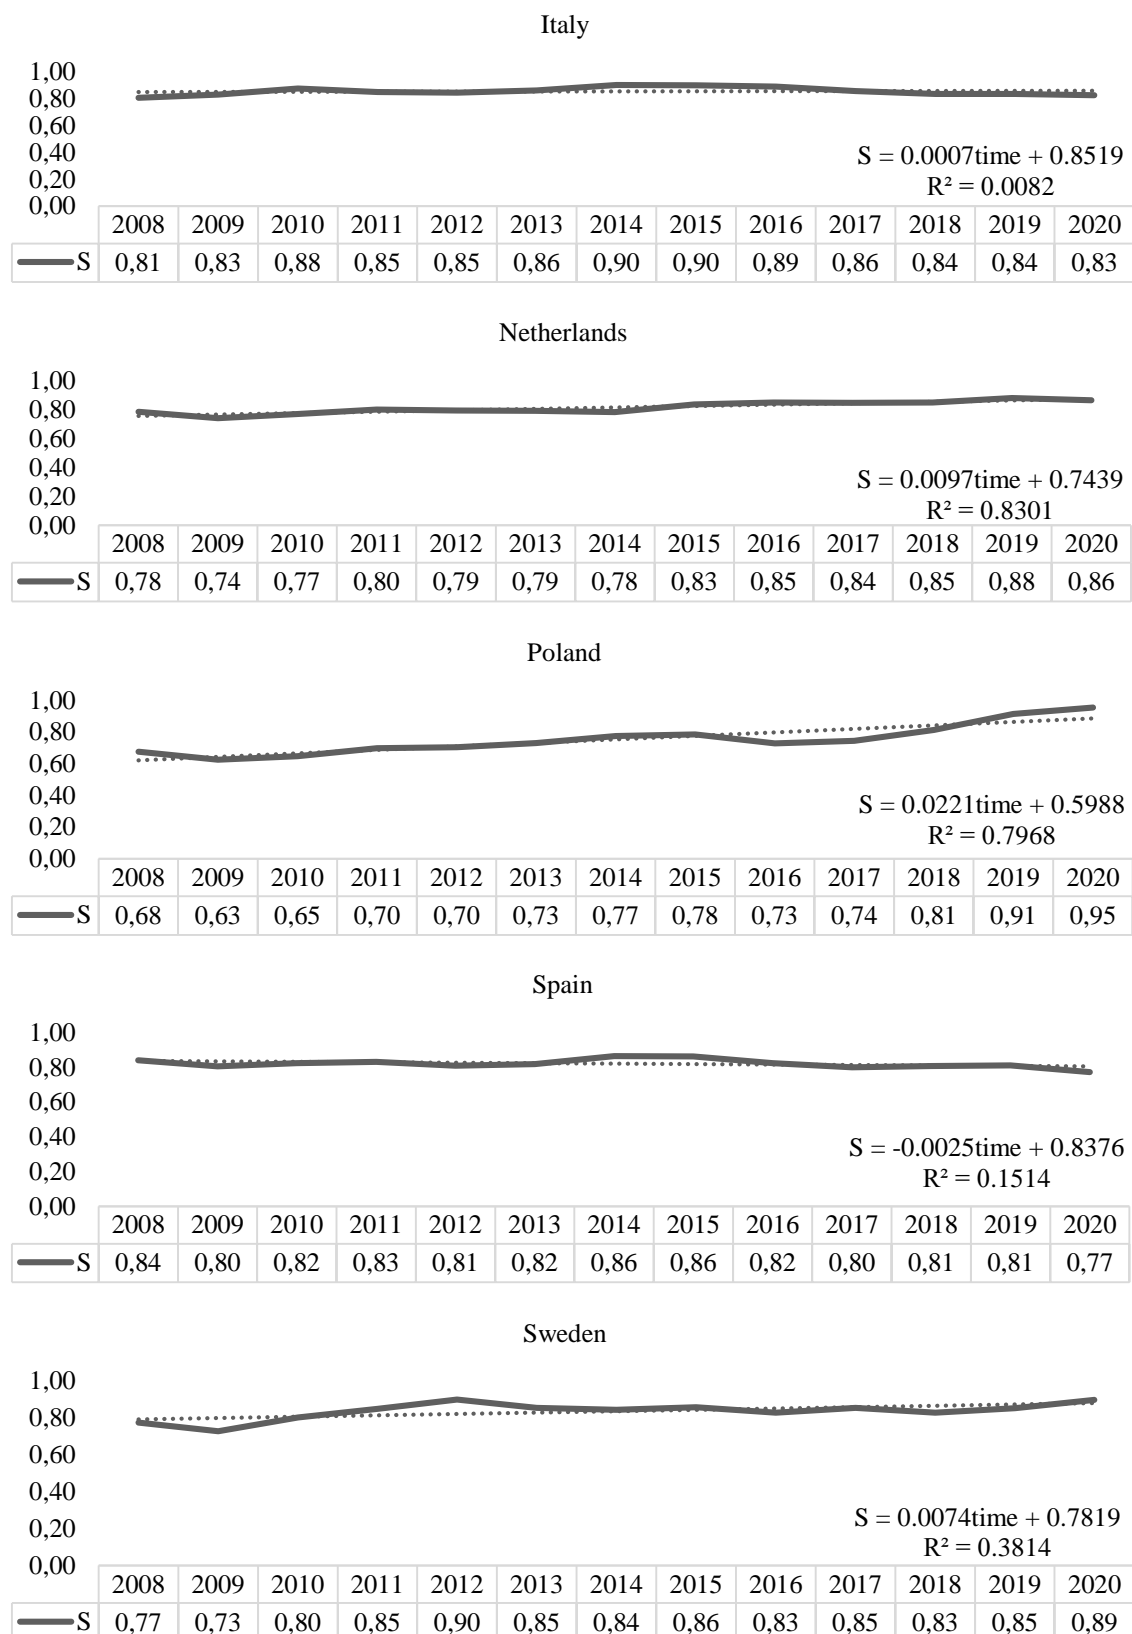 Italy
1,00
0,80
0,60
0,40
0,20
0,00
S = 0.0007time + 0.8519
R² = 0.0082
2008 2009 2010 2011 2012 2013 2014 2015 2016 2017 2018 2019 2020
S 0,81 0,83 0,88 0,85 0,85 0,86 0,90 0,90 0,89 0,86 0,84 0,84 0,83
Netherlands
1,00
0,80
0,60
0,40
0,20
0,00
S = 0.0097time + 0.7439
R² = 0.8301
2008 2009 2010 2011 2012 2013 2014 2015 2016 2017 2018 2019 2020
S 0,78 0,74 0,77 0,80 0,79 0,79 0,78 0,83 0,85 0,84 0,85 0,88 0,86
Poland
1,00
0,80
0,60
0,40
0,20
0,00
S = 0.0221time + 0.5988
R² = 0.7968
2008 2009 2010 2011 2012 2013 2014 2015 2016 2017 2018 2019 2020
S 0,68 0,63 0,65 0,70 0,70 0,73 0,77 0,78 0,73 0,74 0,81 0,91 0,95
Spain
1,00
0,80
0,60
0,40
0,20
0,00
S = -0.0025time + 0.8376
R² = 0.1514
2008 2009 2010 2011 2012 2013 2014 2015 2016 2017 2018 2019 2020
S 0,84 0,80 0,82 0,83 0,81 0,82 0,86 0,86 0,82 0,80 0,81 0,81 0,77
Sweden
1,00
0,80
0,60
0,40
0,20
0,00
S = 0.0074time + 0.7819
R² = 0.3814
2008 2009 2010 2011 2012 2013 2014 2015 2016 2017 2018 2019 2020
S 0,77 0,73 0,80 0,85 0,90 0,85 0,84 0,86 0,83 0,85 0,83 0,85 0,89